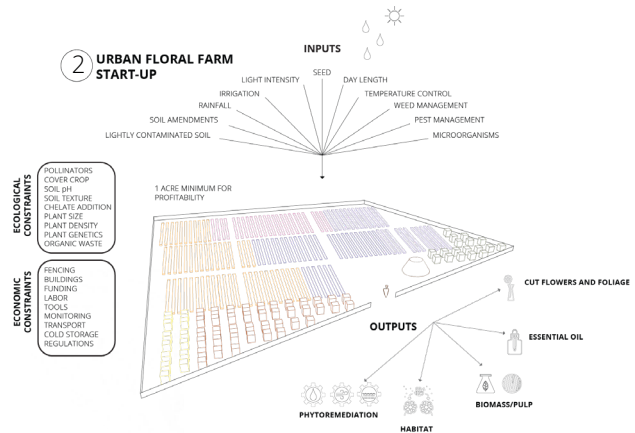 2
URBAN FLORAL FARM
START-UP
INPUTS
SEED
LIGHT INTENSITY
DAY LENGTH
IRRIGATION
TEMPERATURE CONTROL
RAINFALL
WEED MANAGEMENT
SOIL AMENDMENTS
PEST MANAGEMENT
LIGHTLY CONTAMINATED SOIL
MICROORGANISMS
ECOLOGICAL
CONSTRAINTS
POLLINATORS
COVER CROP
SOIL pH
SOIL TEXTURE
CHELATE ADDITION
PLANT SIZE
PLANT DENSITY
PLANT GENETICS
ORGANIC WASTE
1 ACRE MINIMUM FOR
PROFITABILITY
ECONOMIC
CONSTRAINTS
FENCING
BUILDINGS
FUNDING
LABOR
TOOLS
MONITORING
TRANSPORT
COLD STORAGE
REGULATIONS
OUTPUTS
CUT FLOWERS AND FOLIAGE
ESSENTIAL OIL
BIOMASS/PULP
PHYTOREMEDIATION
HABITAT